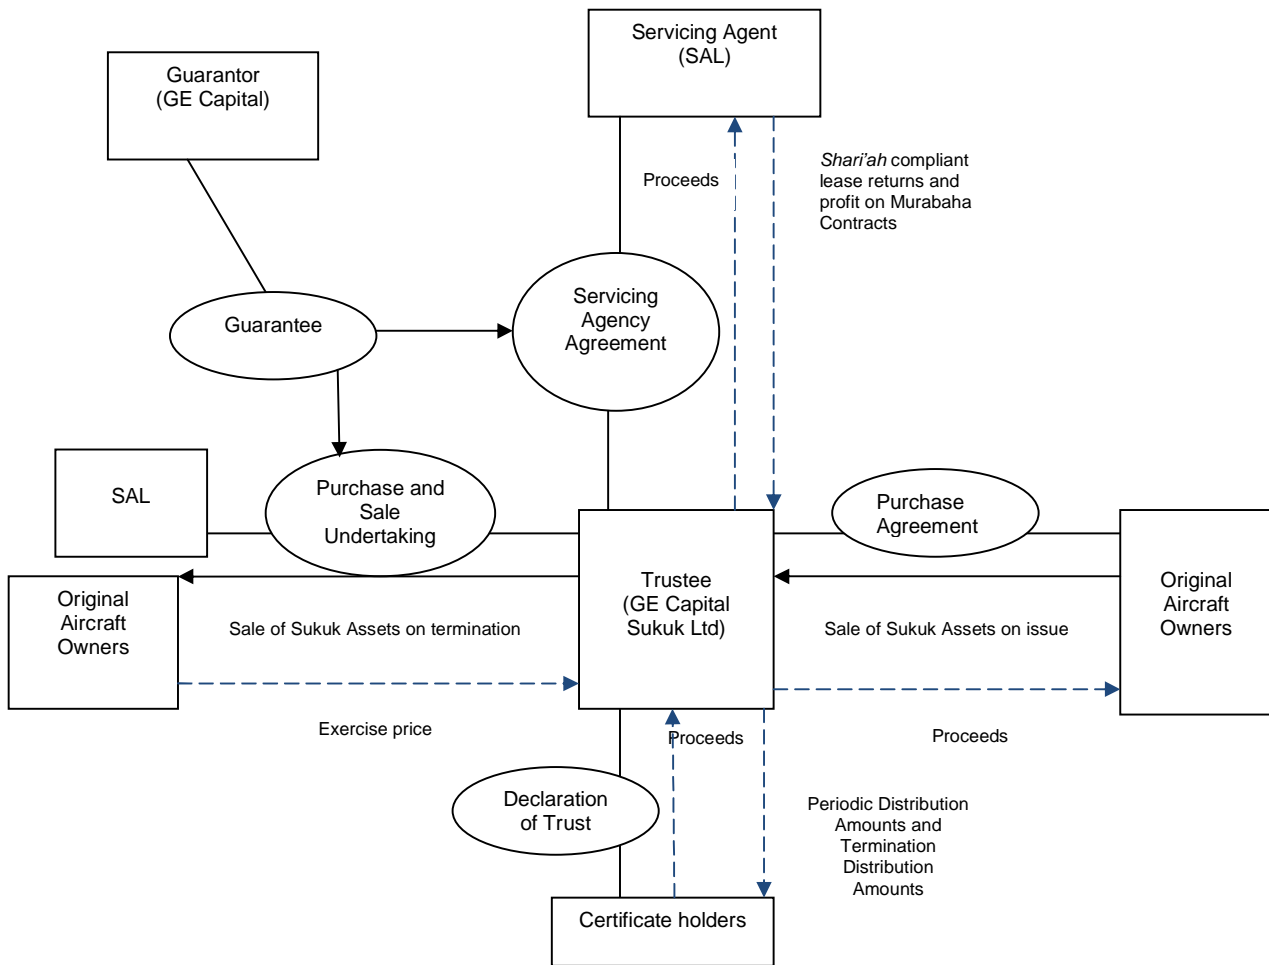 Servicing Agent
(SAL)
Guarantor
(GE Capital)
Proceeds
Shari'ah compliant
lease returns and
profit on Murabaha
Contracts
Guarantee
Servicing
Agency
Agreement
SAL
Purchase and
Sale
Undertaking
Purchase
Agreement
Original
Aircraft
Owners
Sale of Sukuk Assets on termination
Trustee
(GE Capital
Sukuk Ltd)
Sale of Sukuk Assets on issue
Original
Aircraft
Owners
Exercise price
Proceeds
Proceeds
Declaration
of Trust
Periodic Distribution
Amounts and
Termination
Distribution
Amounts
Certificate holders